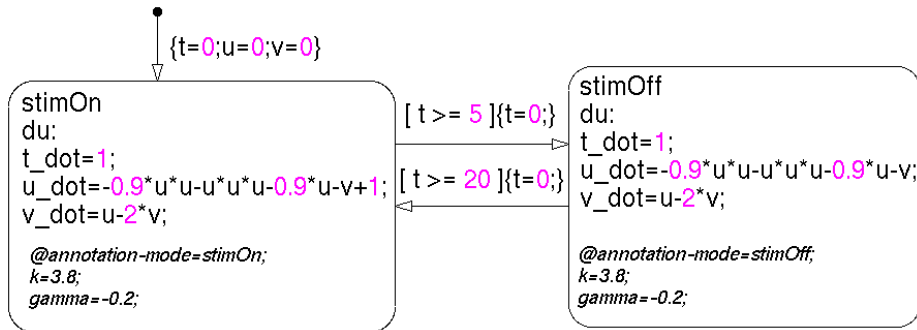 {t=0;u=0;v=0}
stimOn
du:
t_dot=1;
u_dot=-0.9*u*u-u*u*u-0.9*u-v+1;
v_dot=u-2*v;
@annotation-mode=stimOn;
k=3.8;
gamma=-0.2;
[ t >= 5 ]{t=0;}
[ t >= 20 ]{t=0;}
stimOff
du:
t_dot=1;
u_dot=-0.9*u*u-u*u*u-0.9*u-v;
v_dot=u-2*v;
@annotation-mode=stimOff;
k=3.8;
gamma=-0.2;